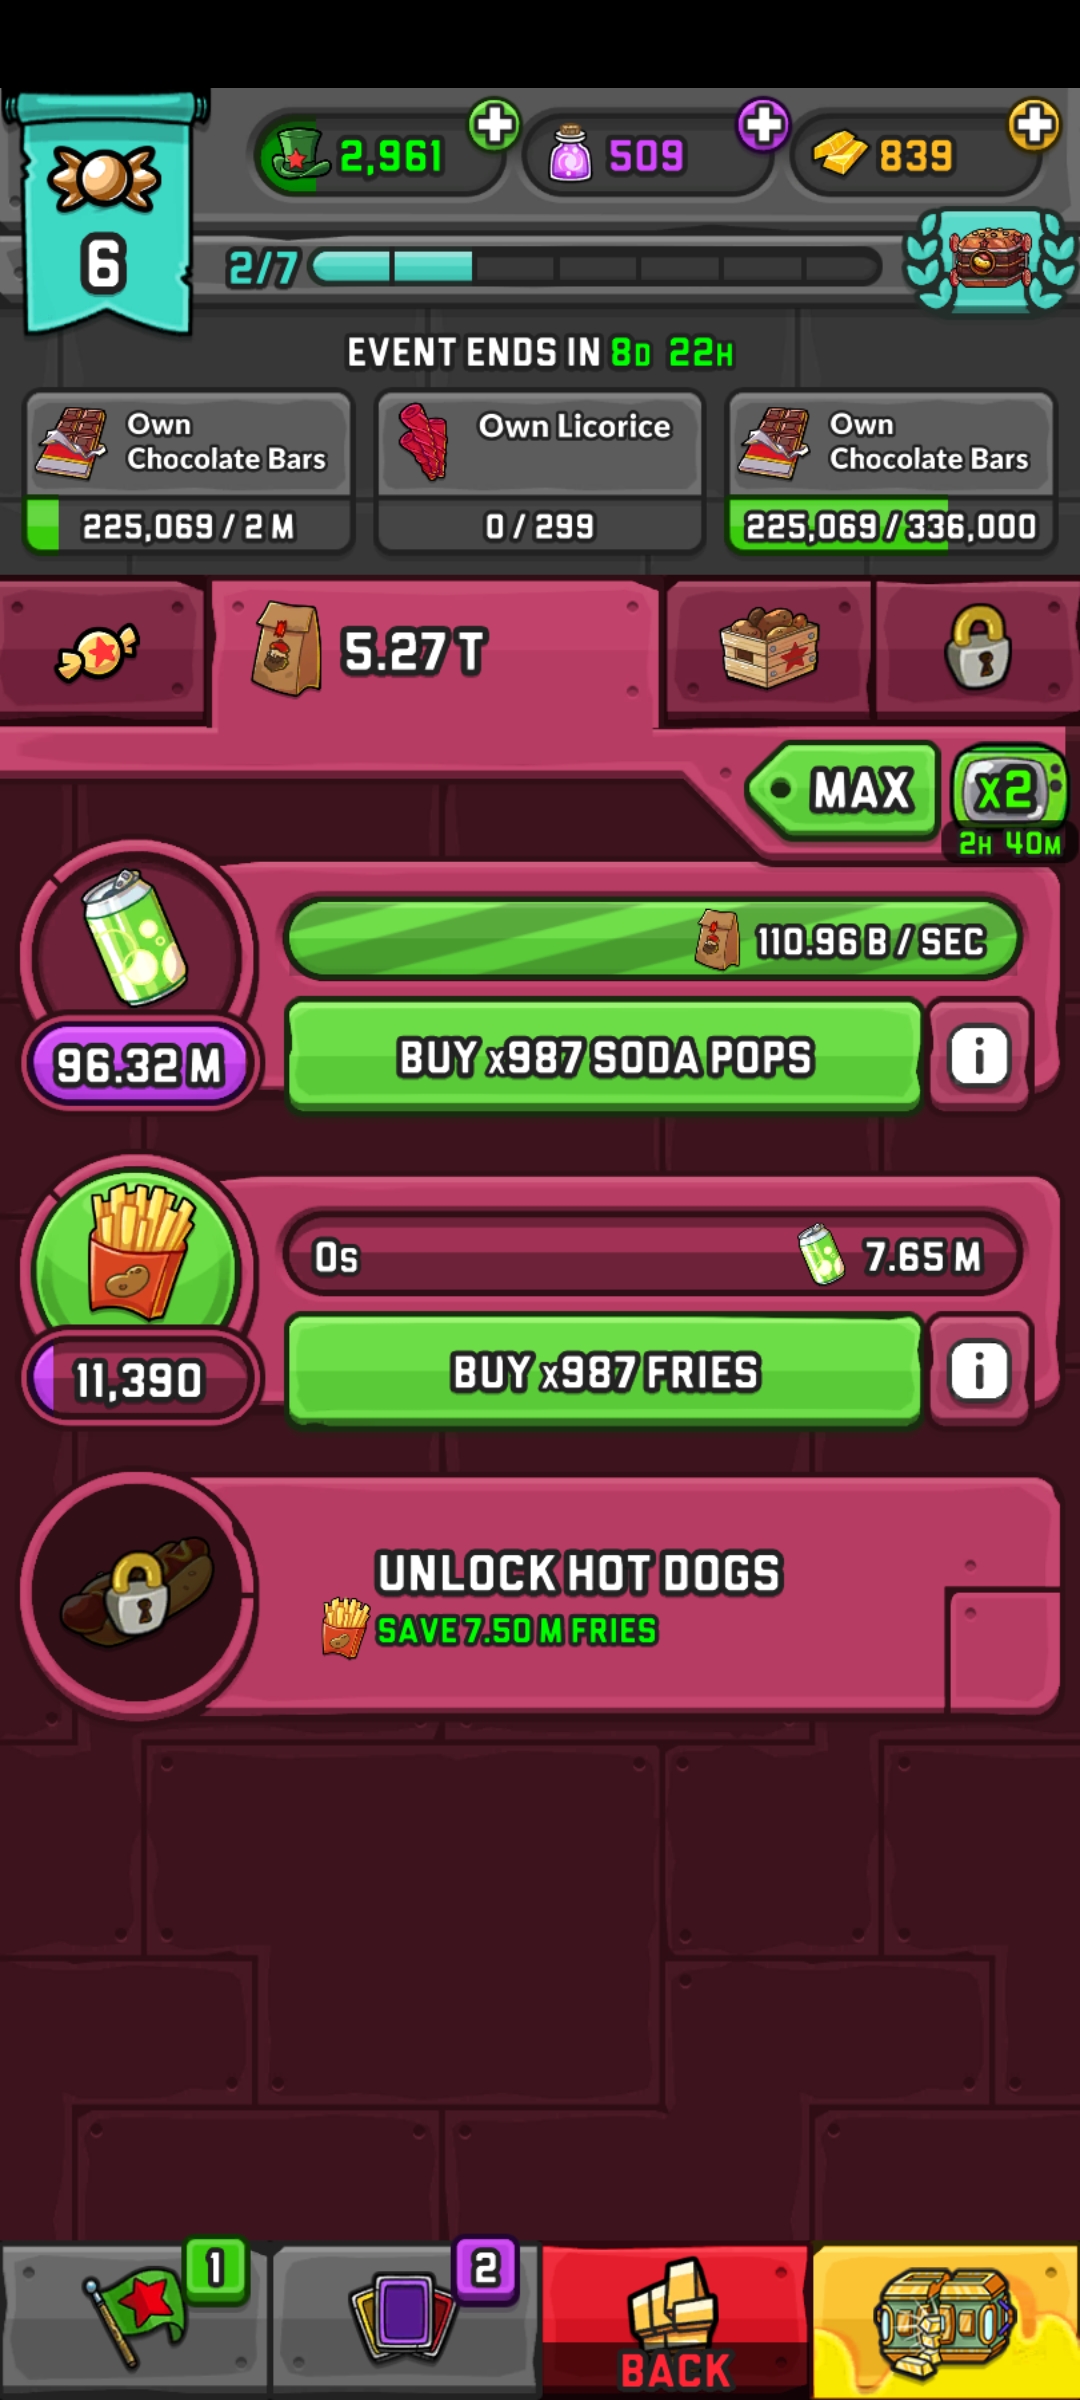 2,961
509
839
6
2/7
EVENT ENDS IN 8D 22H
Own
Chocolate Bars
225,069 / 2 M
Own Licorice
0 / 299
Own
Chocolate Bars
225,069 / 336,000
5.27 T
MAX
x2
2H 40M
110.96 B / SEC
96.32 M
BUY x987 SODA POPS
i
0s
7.65 M
11,390
BUY x987 FRIES
i
UNLOCK HOT DOGS
SAVE 7.50 M FRIES
1
2
BACK